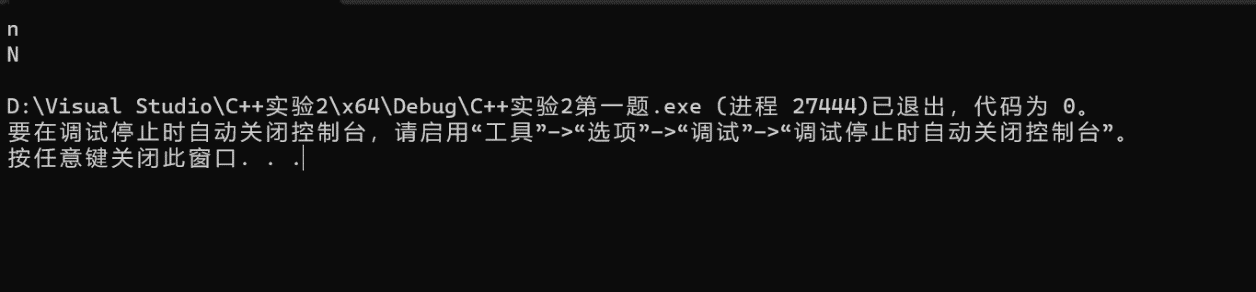 n
N
D:\Visual Studio\C++实验2\x64\Debug\C++实验2第一题.exe (进程 27444)已退出，代码为 0。
要在调试停止时自动关闭控制台，请启用“工具”->“选项”->“调试”->“调试停止时自动关闭控制台”。
按任意键关闭此窗口. . .